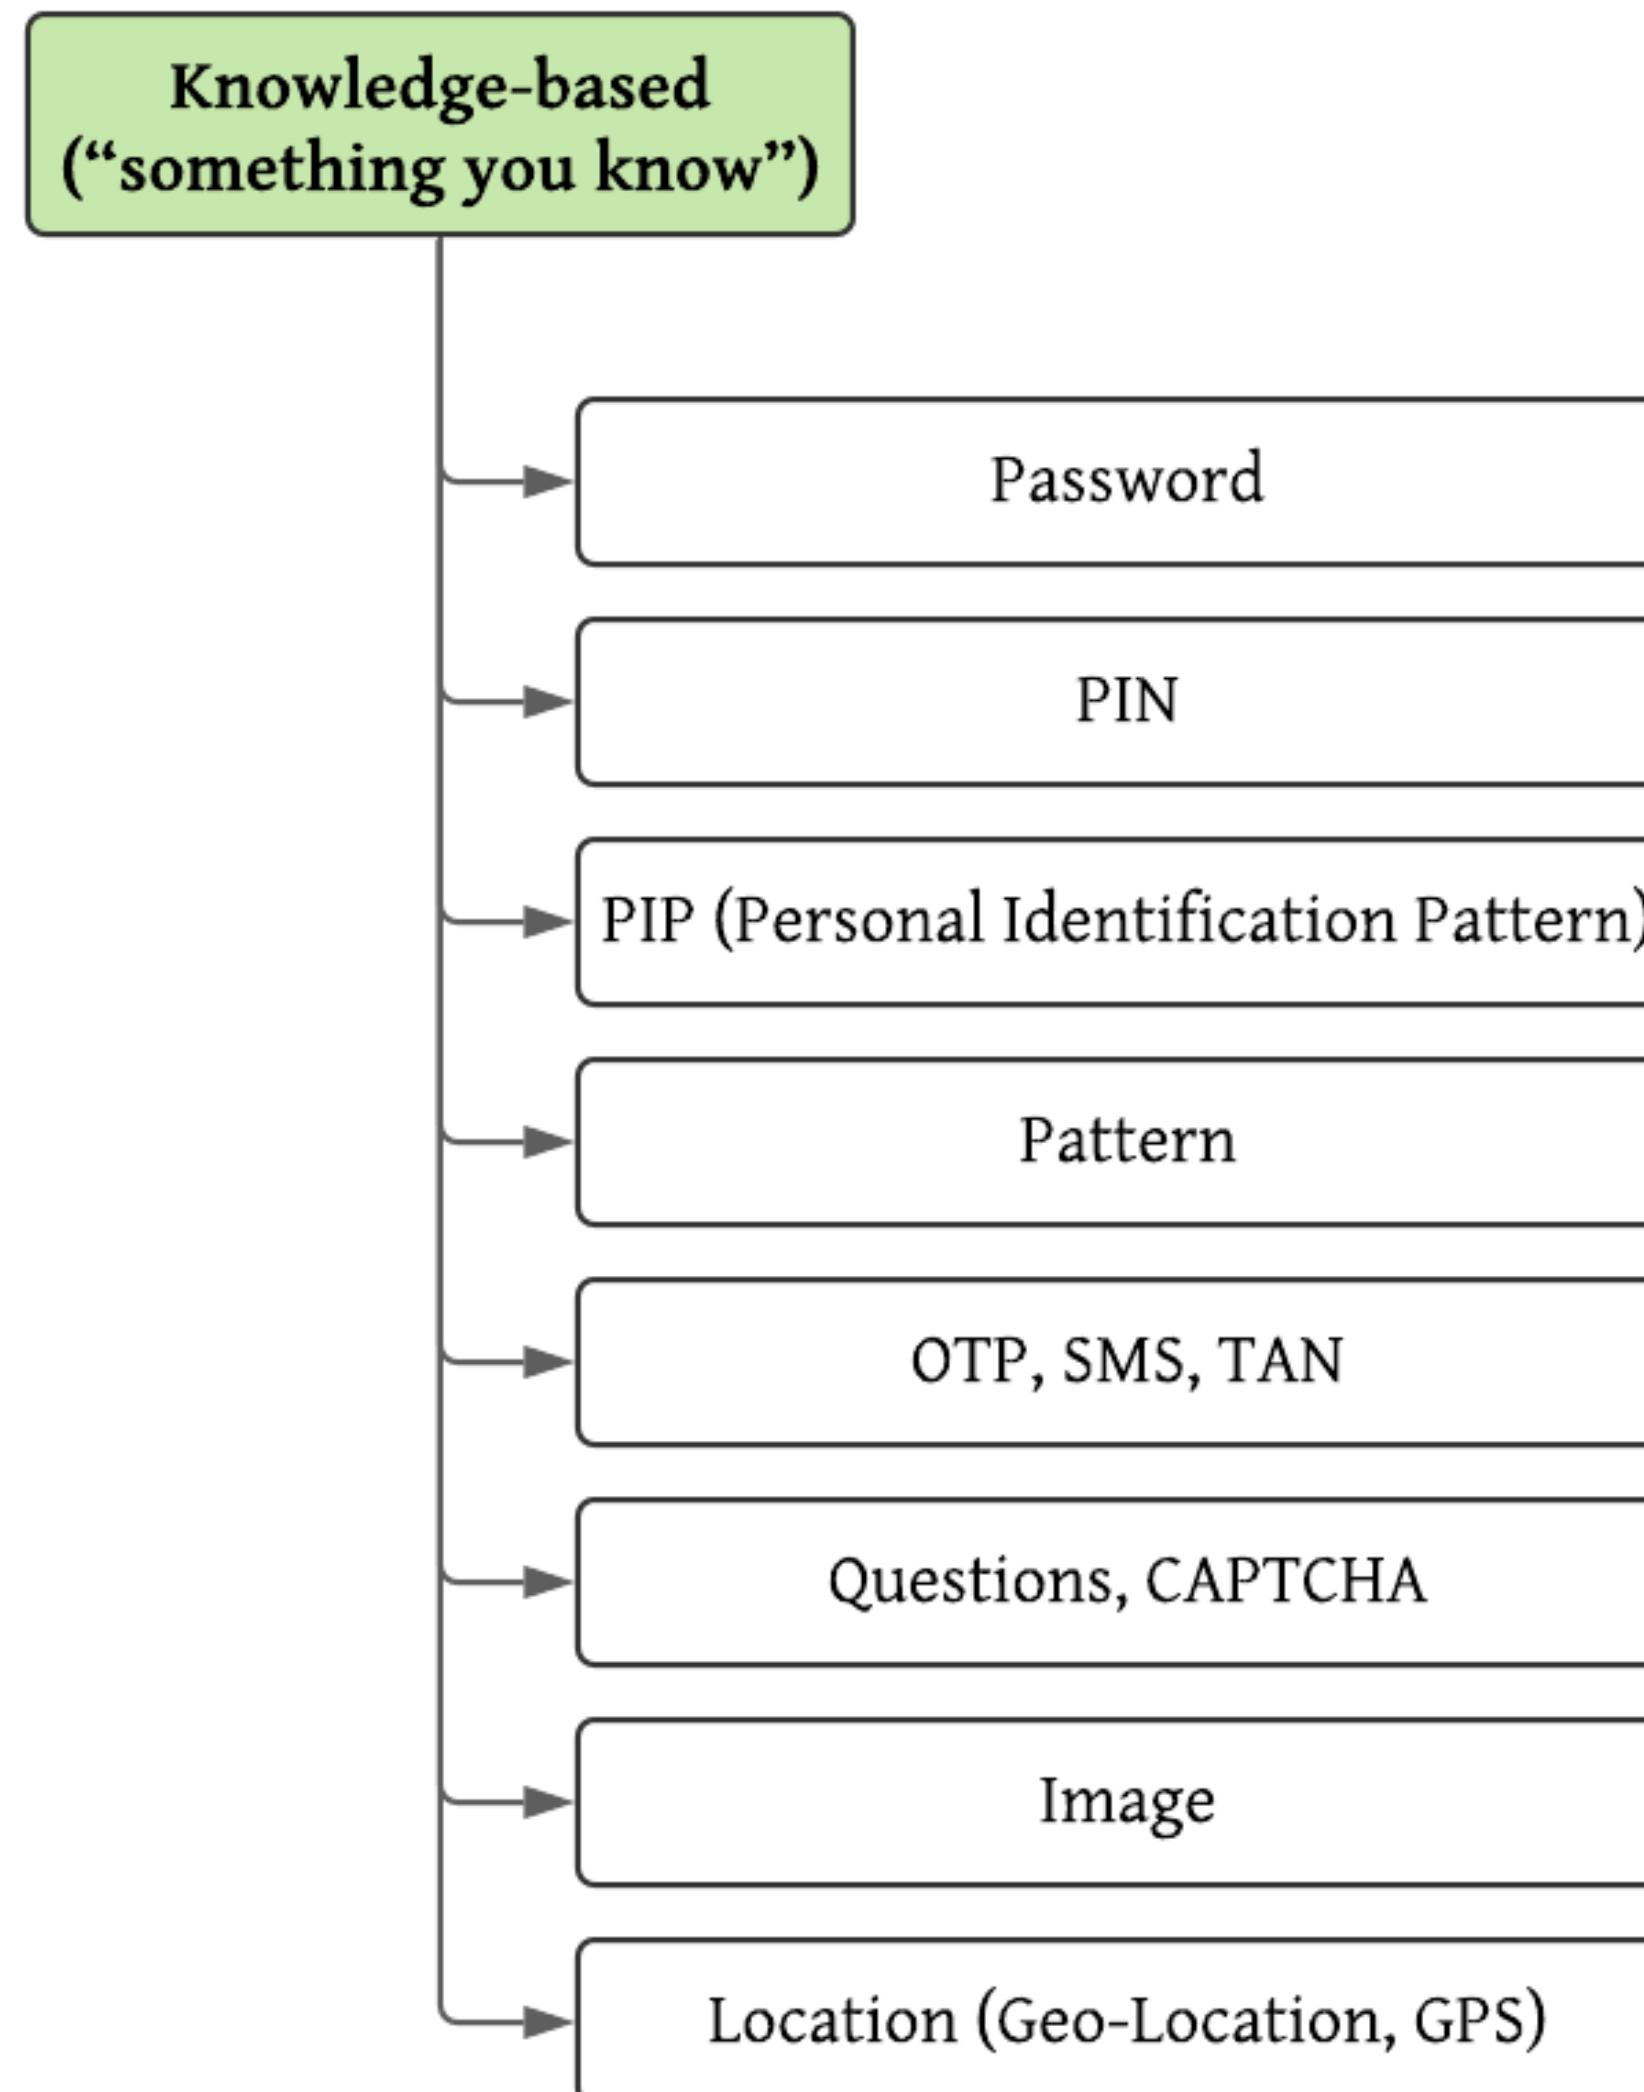 Knowledge-based
(“something you know”)
Password
PIN
PIP (Personal Identification Pattern)
Pattern
OTP, SMS, TAN
Questions, CAPTCHA
Image
Location (Geo-Location, GPS)